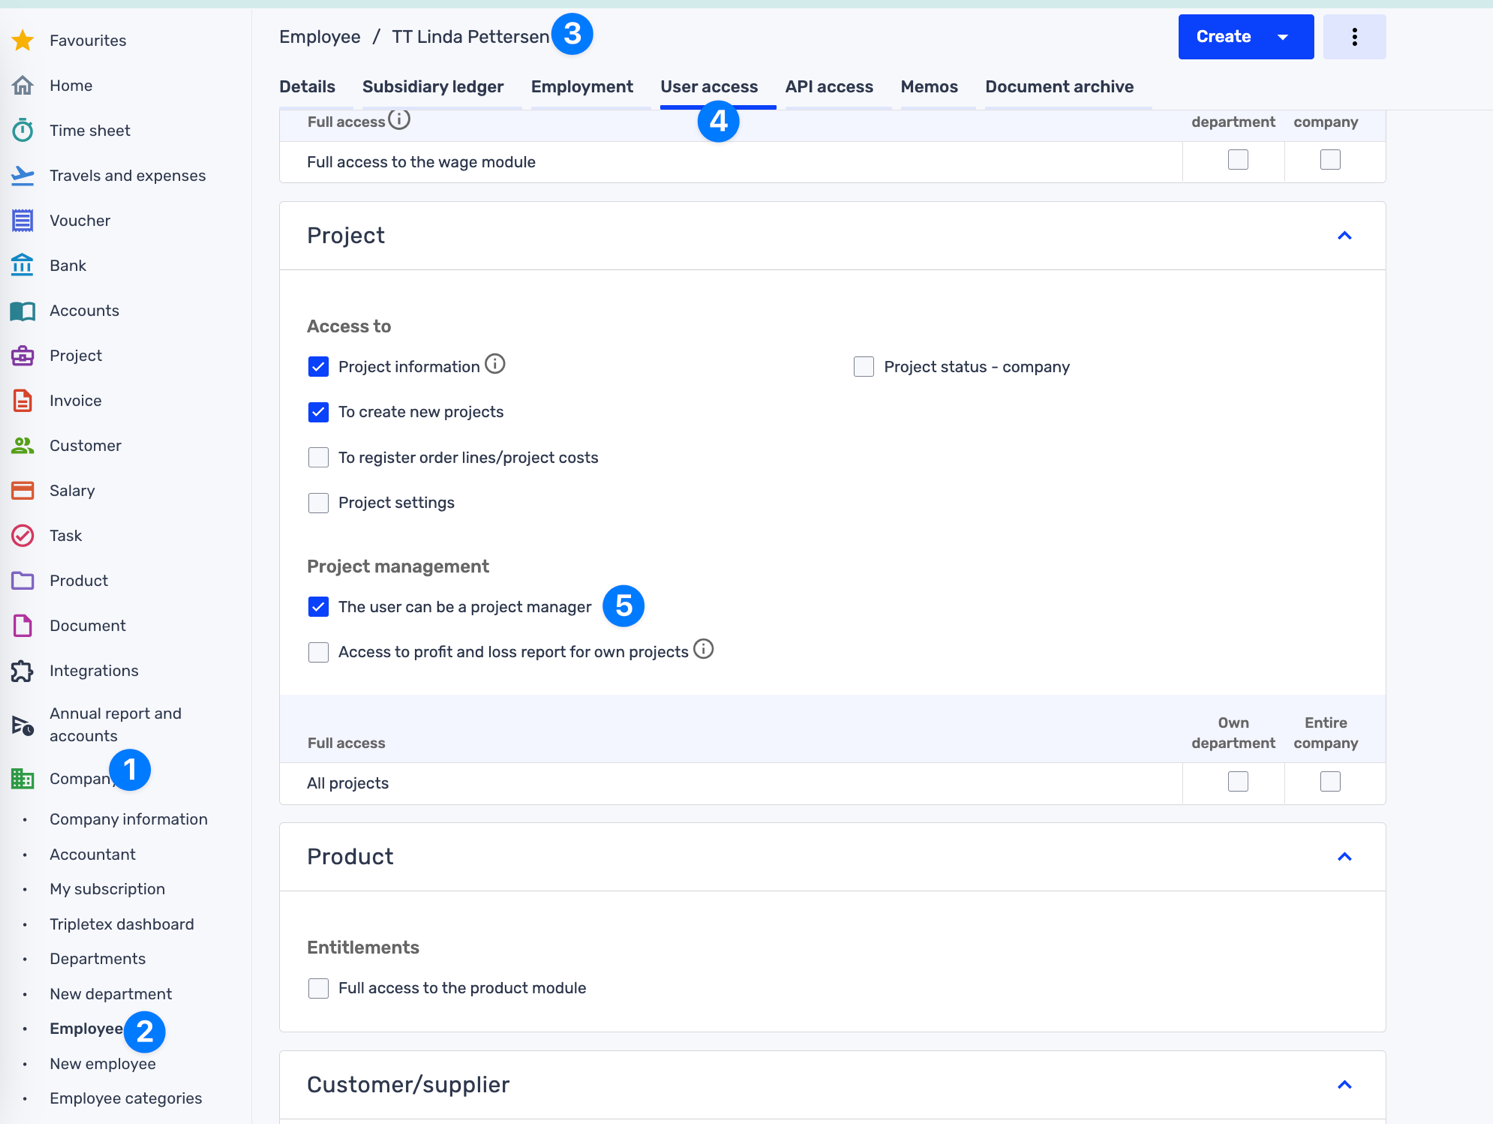 Favourites
Home
Time sheet
Travels and expenses
Voucher
Bank
Accounts
Project
Invoice
Customer
Salary
Task
Product
Document
Integrations
Annual report and
accounts
Company 1
Company information
Accountant
My subscription
Tripletex dashboard
Departments
New department
Employee 2
New employee
Employee categories
Employee / TT Linda Pettersen 3
Create
Details Subsidiary ledger Employment User access API access Memos Document archive
4
Full access department company
Full access to the wage module
Project
Access to
Project information Project status - company
To create new projects
To register order lines/project costs
Project settings
Project management
The user can be a project manager 5
Access to profit and loss report for own projects
Own Entire
Full access department company
All projects
Product
Entitlements
Full access to the product module
Customer/supplier